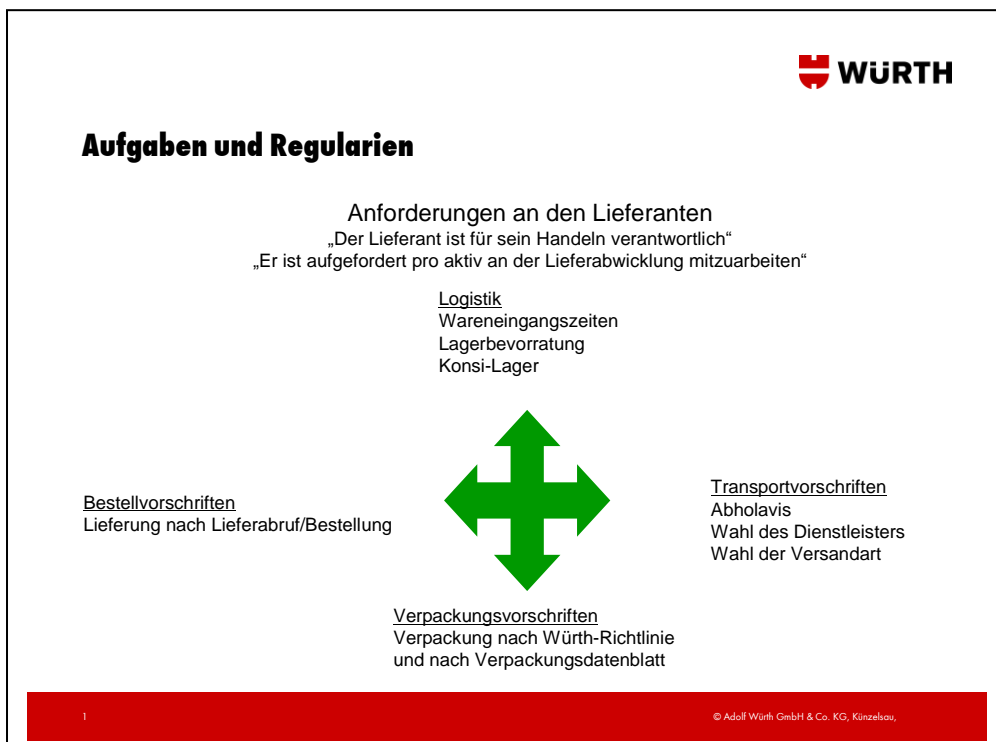 WÜRTH
Aufgaben und Regularien
Anforderungen an den Lieferanten
„Der Lieferant ist für sein Handeln verantwortlich“
„Er ist aufgefordert pro aktiv an der Lieferabwicklung mitzuarbeiten“
Logistik
Wareneingangszeiten
Lagerbevorratung
Konsi-Lager
Bestellvorschriften
Lieferung nach Lieferabruf/Bestellung
Transportvorschriften
Abholavis
Wahl des Dienstleisters
Wahl der Versandart
Verpackungsvorschriften
Verpackung nach Würth-Richtlinie
und nach Verpackungsdatenblatt
1
© Adolf Würth GmbH & Co. KG, Künzelsau,